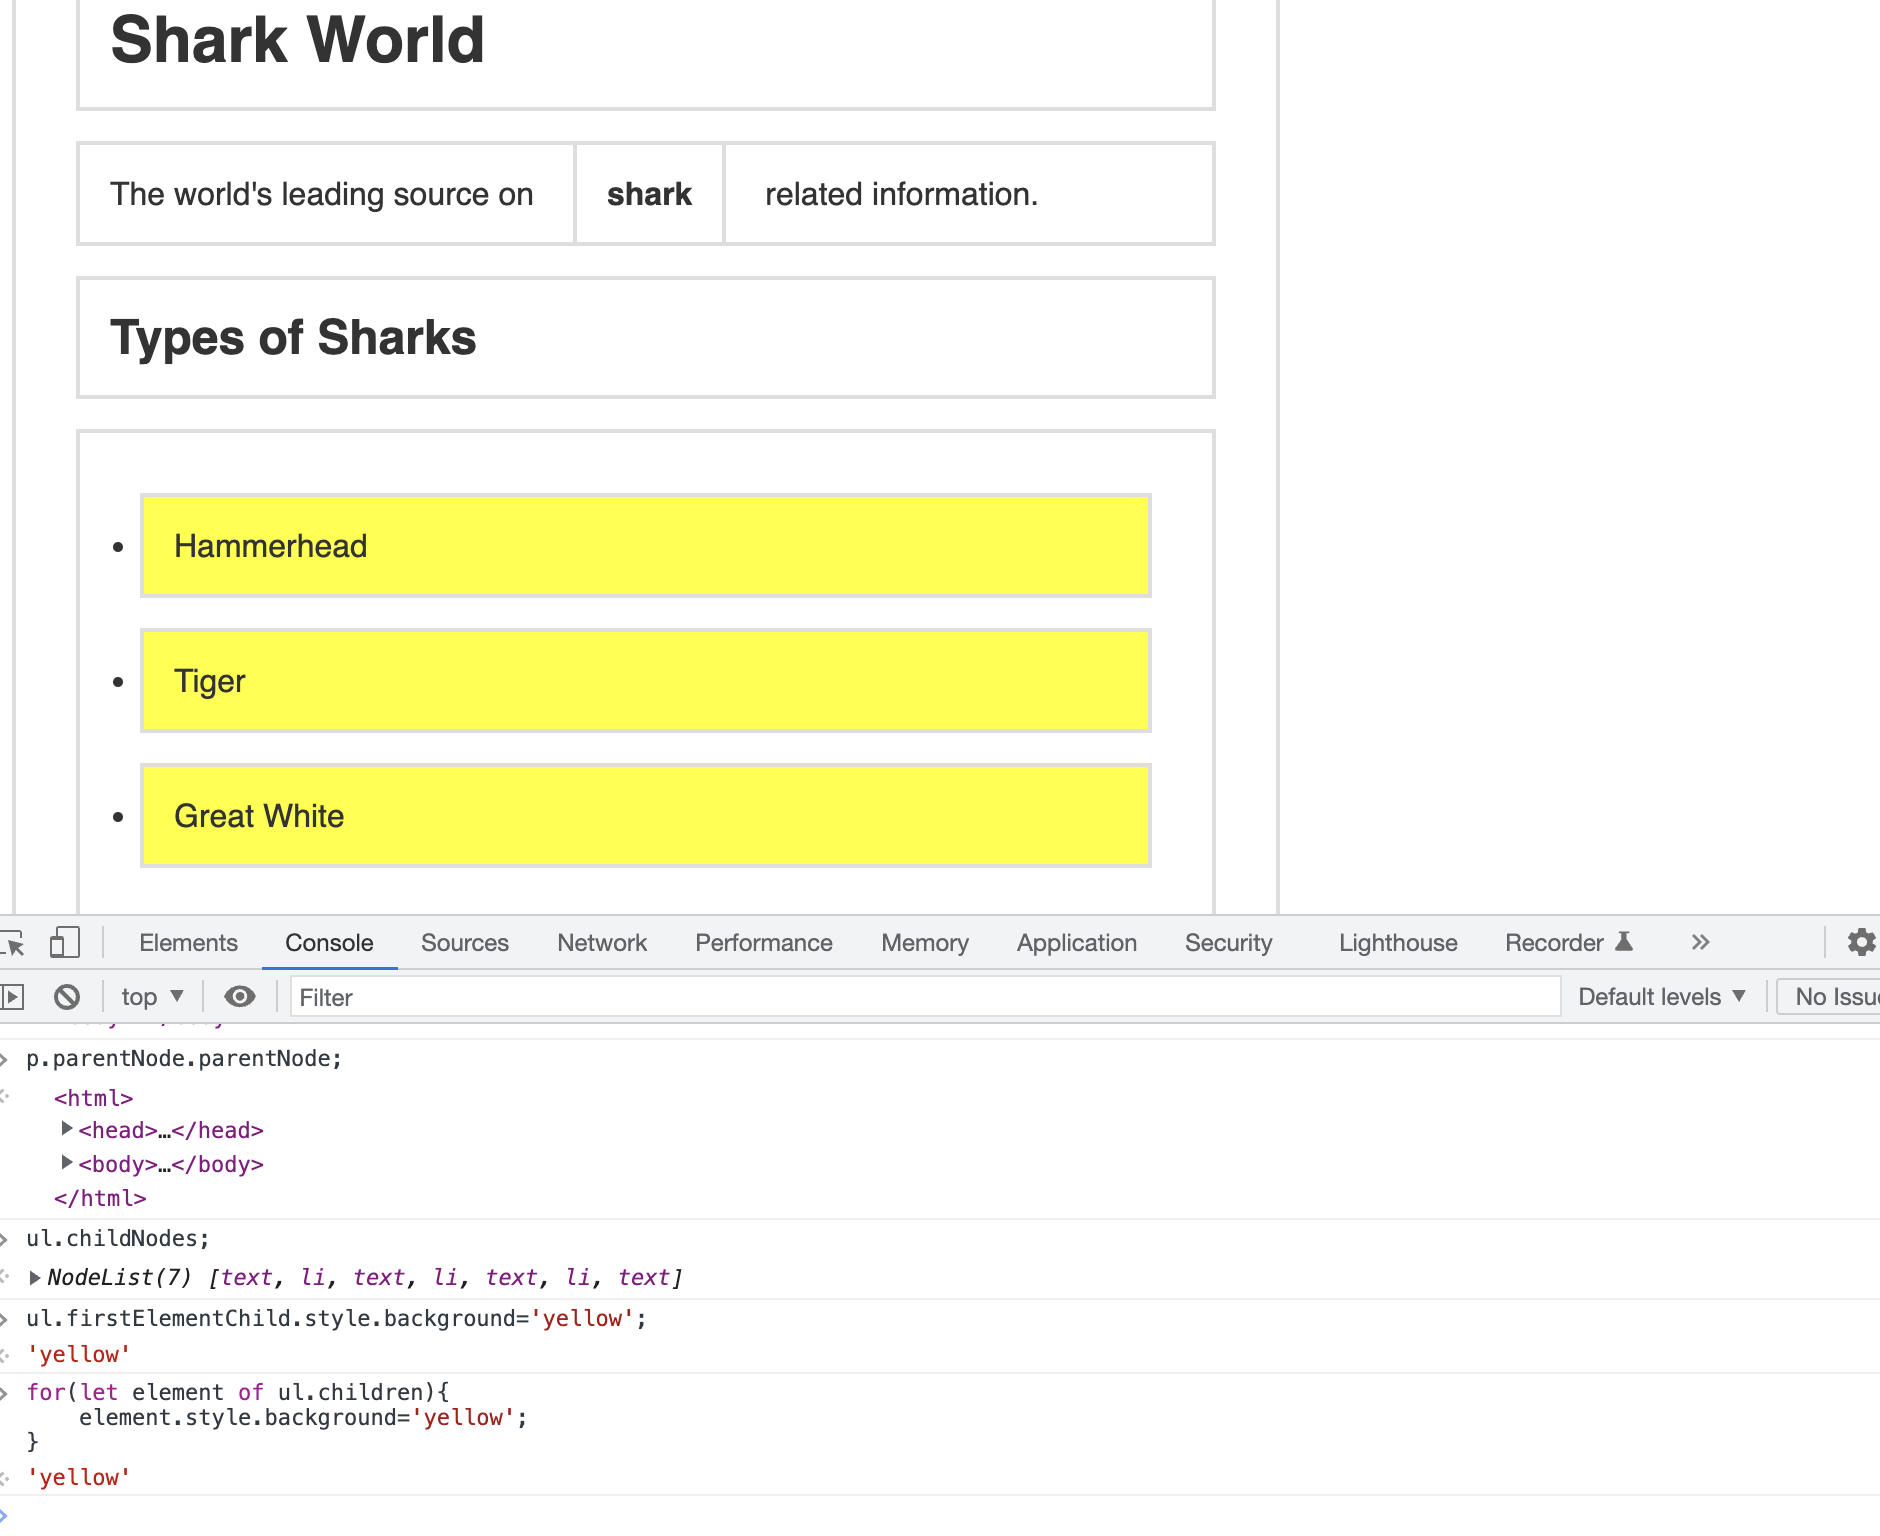 Shark World
The world's leading source on shark related information.
Types of Sharks
• Hammerhead
• Tiger
• Great White
Elements Console Sources Network Performance Memory Application Security Lighthouse Recorder
top ▼ Filter Default levels ▼ No Issu
p.parentNode.parentNode;
<html>
▶<head>…</head>
▶<body>…</body>
</html>
ul.childNodes;
▶NodeList(7) [text, li, text, li, text, li, text]
ul.firstElementChild.style.background='yellow';
'yellow'
for(let element of ul.children){
    element.style.background='yellow';
}
'yellow'